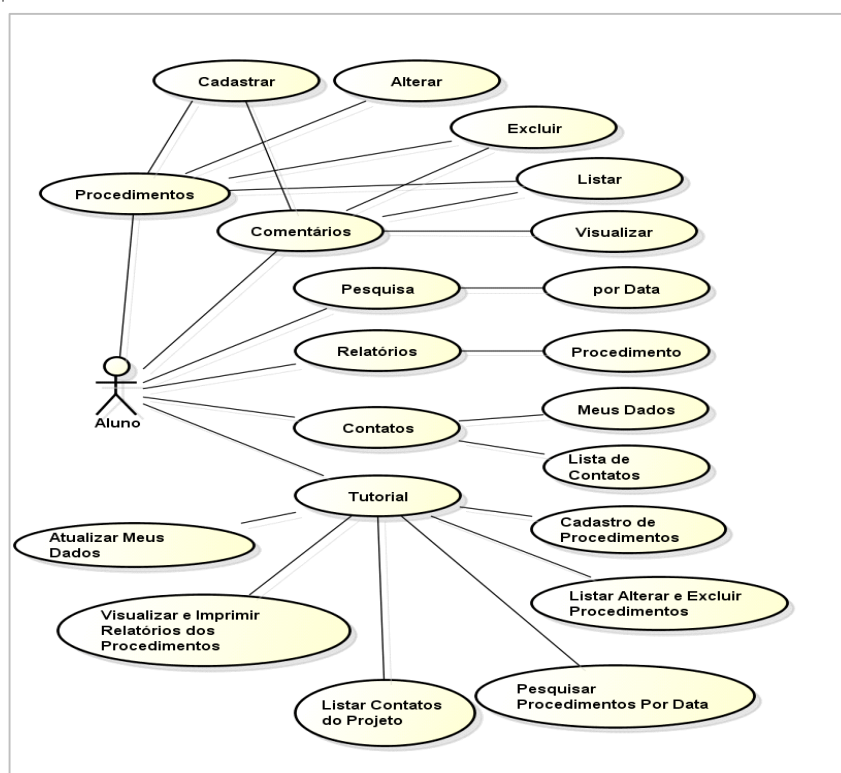 Cadastrar
Alterar
Excluir
Procedimentos
Listar
Comentários
Visualizar
Pesquisa
por Data
Relatórios
Procedimento
Aluno
Contatos
Meus Dados
Lista de
Contatos
Tutorial
Atualizar Meus
Dados
Cadastro de
Procedimentos
Visualizar e Imprimir
Relatórios dos
Procedimentos
Listar Alterar e Excluir
Procedimentos
Listar Contatos
do Projeto
Pesquisar
Procedimentos Por Data